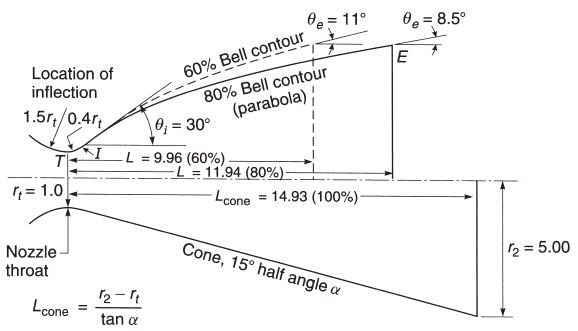 θe = 11°
θe = 8.5°
60% Bell contour
E
Location of
inflection
80% Bell contour
(parabola)
1.5rt
0.4rt
θi = 30°
T
I
L = 9.96 (60%)
L = 11.94 (80%)
rt = 1.0
Lcone = 14.93 (100%)
r2 = 5.00
Nozzle
throat
Cone, 15° half angle α
Lcone = r2 – rt
tan α